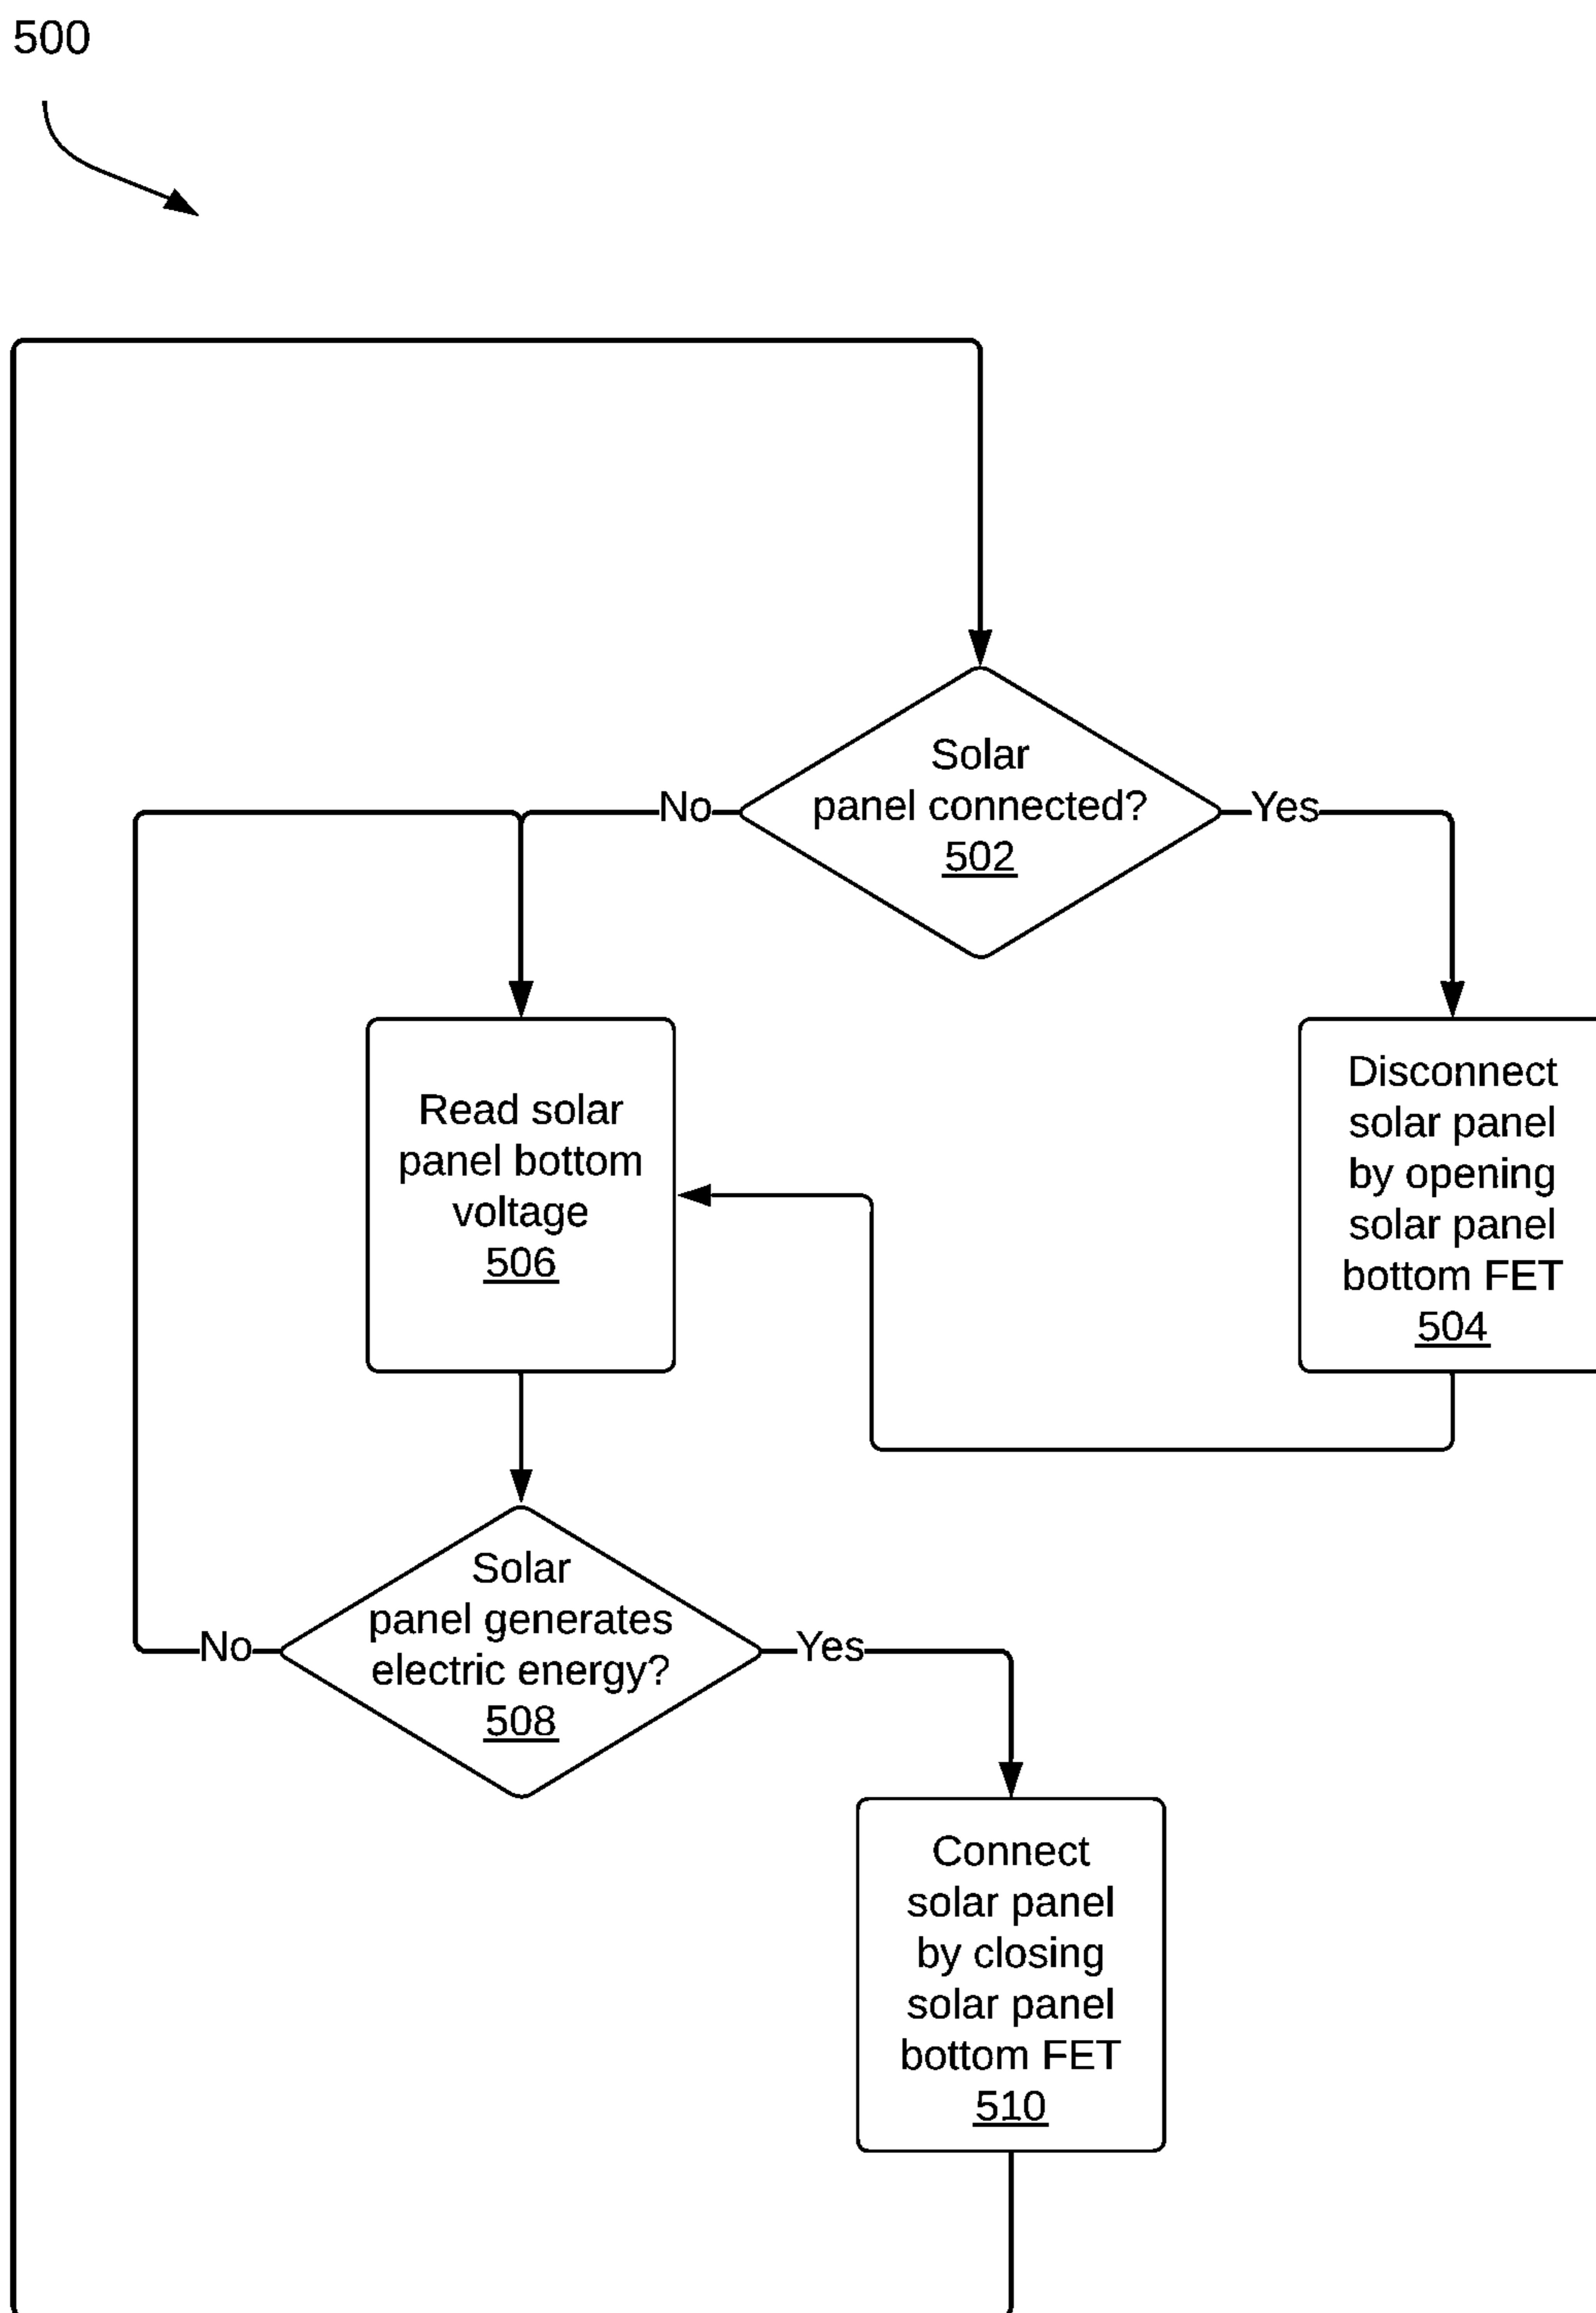 500
Solar
panel connected?
502
No
Yes
Read solar
panel bottom
voltage
506
Disconnect
solar panel
by opening
solar panel
bottom FET
504
Solar
panel generates
electric energy?
508
No
Yes
Connect
solar panel
by closing
solar panel
bottom FET
510